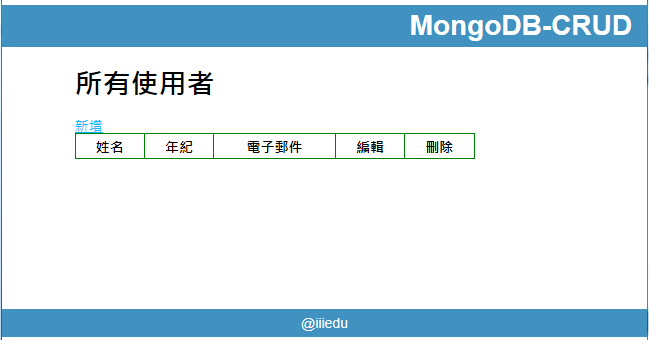 MongoDB-CRUD
所有使用者
新增
姓名 年紀 電子郵件 編輯 刪除
@iiiedu